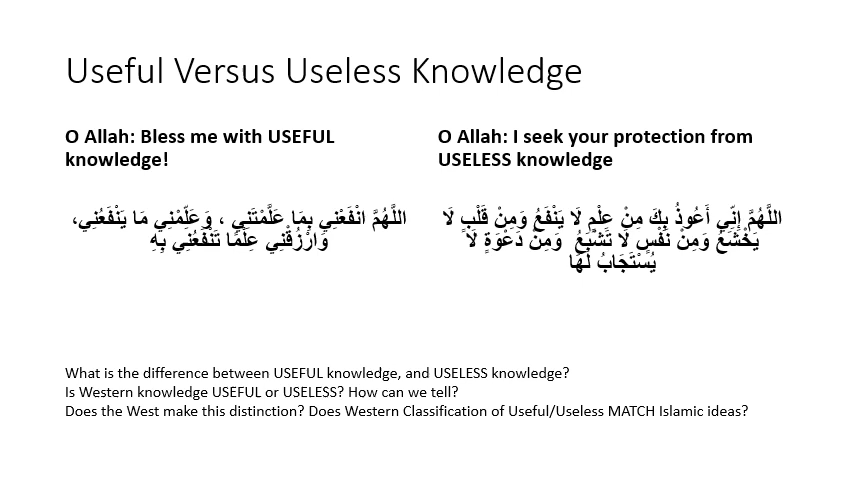 Useful Versus Useless Knowledge
O Allah: Bless me with USEFUL
knowledge!
اللَّهُمَّ انْفَعْنِي بِمَا عَلَّمْتَنِي ، وَعَلِّمْنِي مَا يَنْفَعُنِي،
وَارْزُقْنِي عِلْمًا تَنْفَعُنِي بِهِ
O Allah: I seek your protection from
USELESS knowledge
اللَّهُمَّ إِنِّي أَعُوذُ بِكَ مِنْ عِلْمٍ لَا يَنْفَعُ وَمِنْ قَلْبٍ لَا
يَخْشَعُ وَمِنْ نَفْسٍ لَا تَشْبَعُ وَمِنْ دَعْوَةٍ لَا
يُسْتَجَابُ لَهَا
What is the difference between USEFUL knowledge, and USELESS knowledge?
Is Western knowledge USEFUL or USELESS? How can we tell?
Does the West make this distinction? Does Western Classification of Useful/Useless MATCH Islamic ideas?